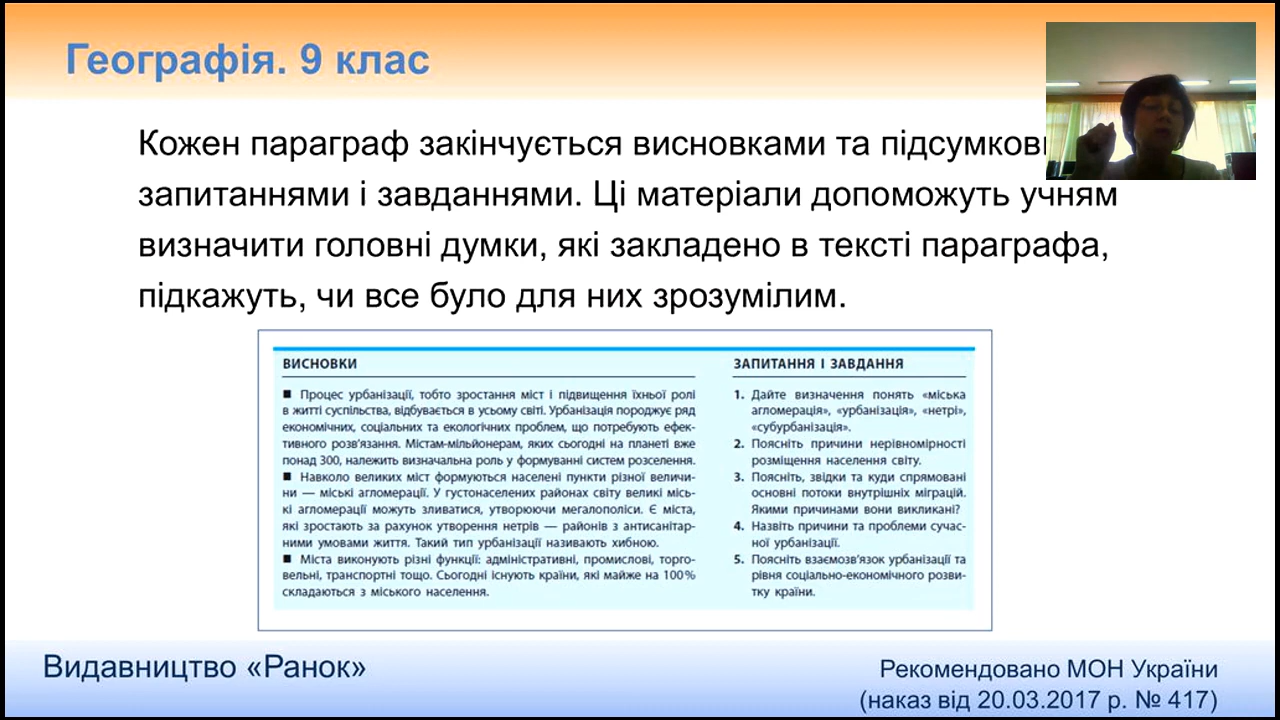 Географія. 9 клас
Кожен параграф закінчується висновками та
запитаннями і завданнями. Ці матеріали допоможуть учням
визначити головні думки, які закладено в тексті параграфа,
підкажуть, чи все було для них зрозумілим.
ВИСНОВКИ
■ Процес урбанізації, тобто зростання міст і підвищення їхньої ролі
в житті суспільства, відбувається в усьому світі. Урбанізація породжує ряд
економічних, соціальних та екологічних проблем, що потребують ефек-
тивного розв’язання. Містам-мільйонерам, яких сьогодні на планеті вже
понад 300, належить визначальна роль у формуванні систем розселення.
■ Навколо великих міст формуються населені пункти різної величи-
ни — міські агломерації. У густонаселених районах світу великі місь-
кі агломерації можуть зливатися, утворюючи мегалополіси. Є міста,
які зростають за рахунок утворення нетрів — районів з антисанітар-
ними умовами життя. Такий тип урбанізації називають хибною.
■ Міста виконують різні функції: адміністративні, промислові, торго-
вельні, транспортні тощо. Сьогодні існують країни, які майже на 100%
складаються з міського населення.
ЗАПИТАННЯ І ЗАВДАННЯ
1. Дайте визначення понять «міська
агломерація», «урбанізація», «нетрі»,
«субурбанізація».
2. Поясніть причини нерівномірності
розміщення населення світу.
3. Поясніть, звідки та куди спрямовані
основні потоки внутрішніх міграцій.
Якими причинами вони викликані?
4. Назвіть причини та проблеми сучас-
ної урбанізації.
5. Поясніть взаємозв’язок урбанізації та
рівня соціально-економічного розви-
тку країни.
Видавництво «Ранок»
Рекомендовано МОН України
(наказ від 20.03.2017 р. № 417)